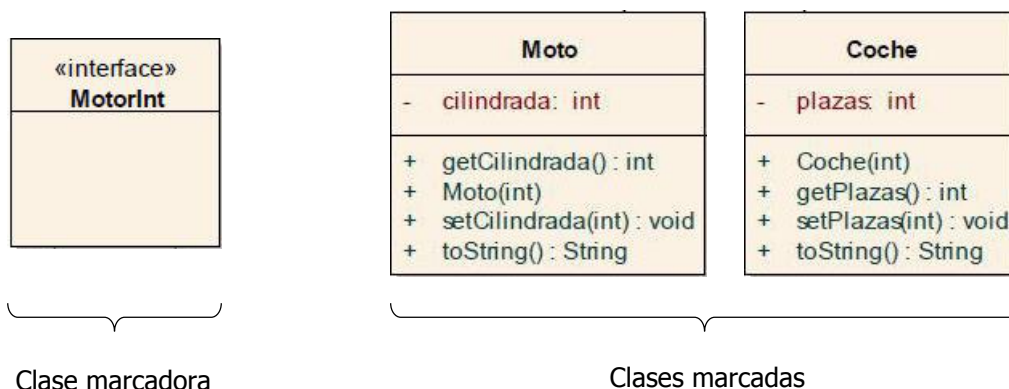 «interface»
MotorInt
Moto
- cilindrada: int
+ getCilindrada() : int
+ Moto(int)
+ setCilindrada(int) : void
+ toString() : String
Coche
- plazas: int
+ Coche(int)
+ getPlazas() : int
+ setPlazas(int) : void
+ toString() : String
Clase marcadora
Clases marcadas